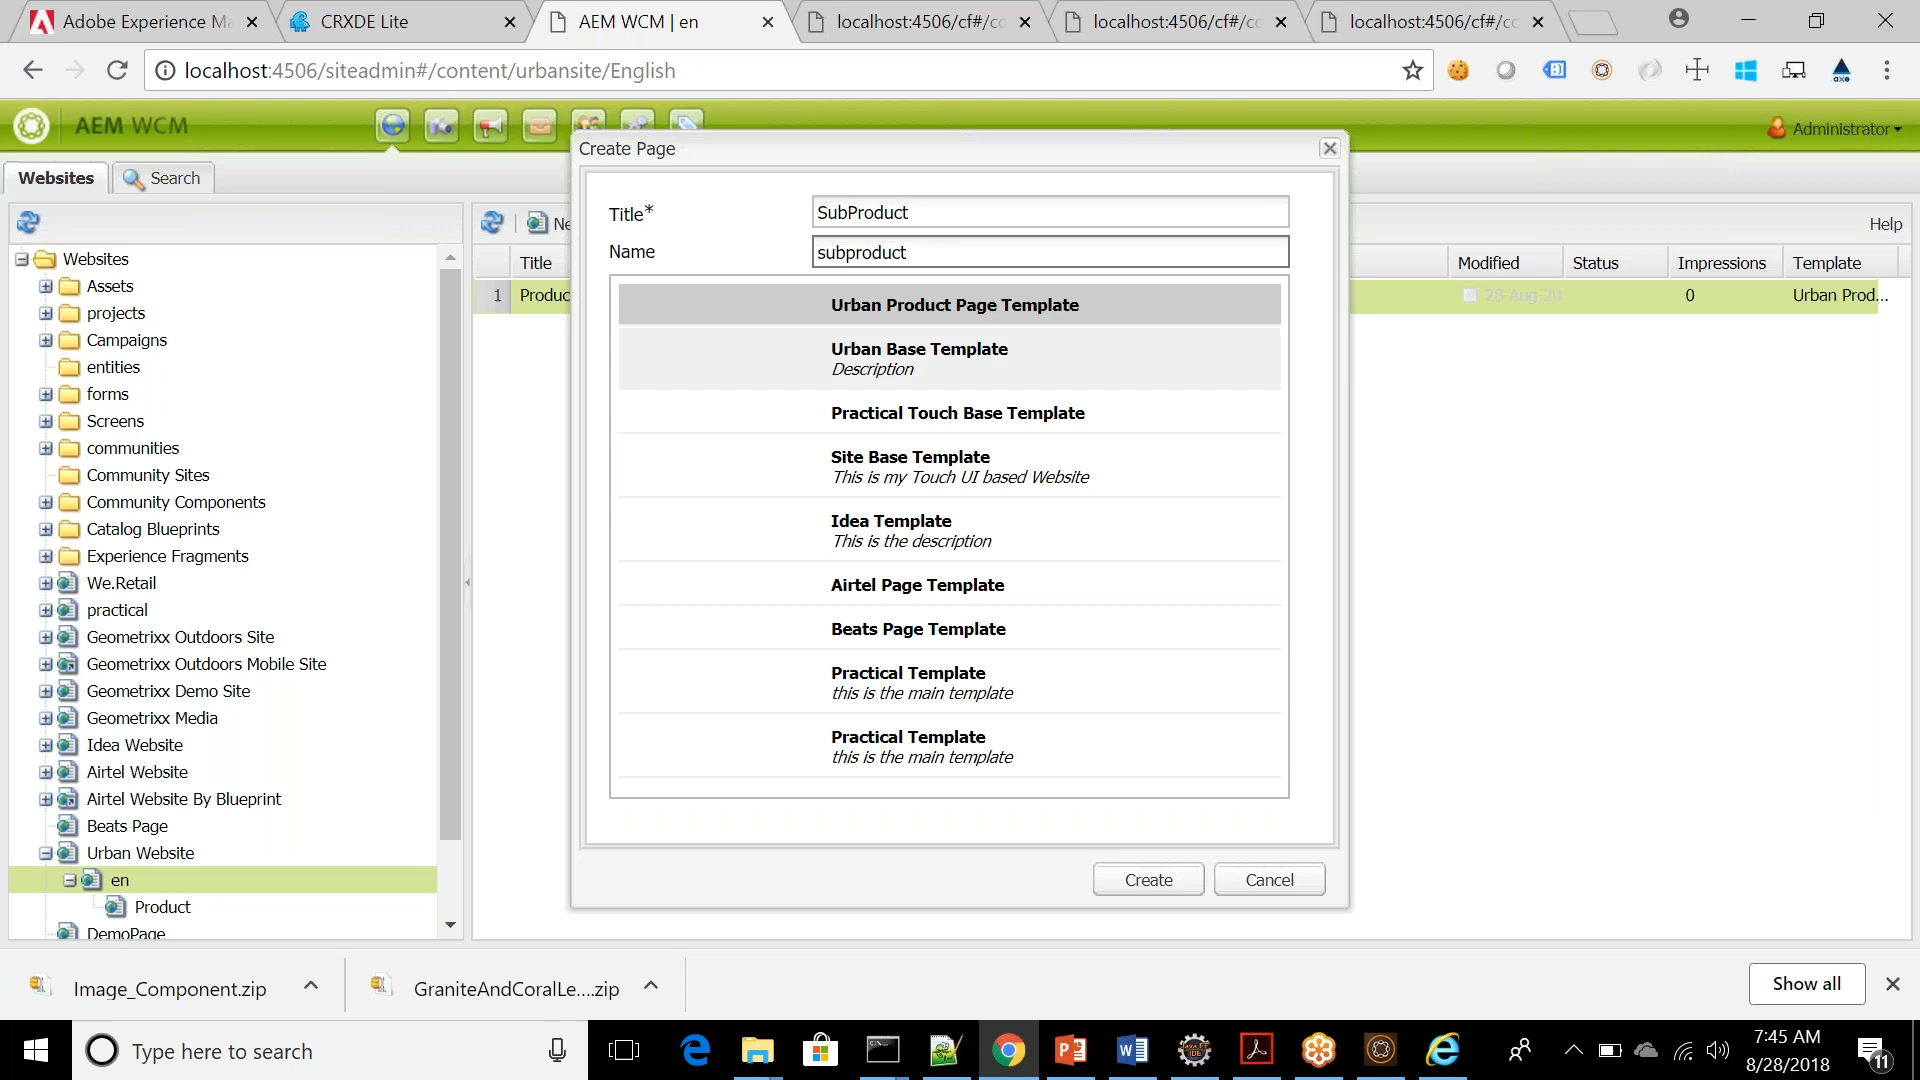 Adobe Experience Ma
CRXDE Lite
AEM WCM | en
localhost:4506/cf#/co
localhost:4506/cf#/co
localhost:4506/cf#/co
localhost:4506/siteadmin#/content/urbansite/English
AEM WCM
Administrator
Websites
Search
Create Page
Title*
SubProduct
Name
subproduct
Urban Product Page Template
Urban Base Template
Description
Practical Touch Base Template
Site Base Template
This is my Touch UI based Website
Idea Template
This is the description
Airtel Page Template
Beats Page Template
Practical Template
this is the main template
Practical Template
this is the main template
Create
Cancel
Ne
Help
Title
Modified
Status
Impressions
Template
1
Produc
28-Aug-20
0
Urban Prod...
Websites
Assets
projects
Campaigns
entities
forms
Screens
communities
Community Sites
Community Components
Catalog Blueprints
Experience Fragments
We.Retail
practical
Geometrixx Outdoors Site
Geometrixx Outdoors Mobile Site
Geometrixx Demo Site
Geometrixx Media
Idea Website
Airtel Website
Airtel Website By Blueprint
Beats Page
Urban Website
en
Product
DemoPage
Image_Component.zip
GraniteAndCoralLe....zip
Show all
Type here to search
7:45 AM
8/28/2018
11